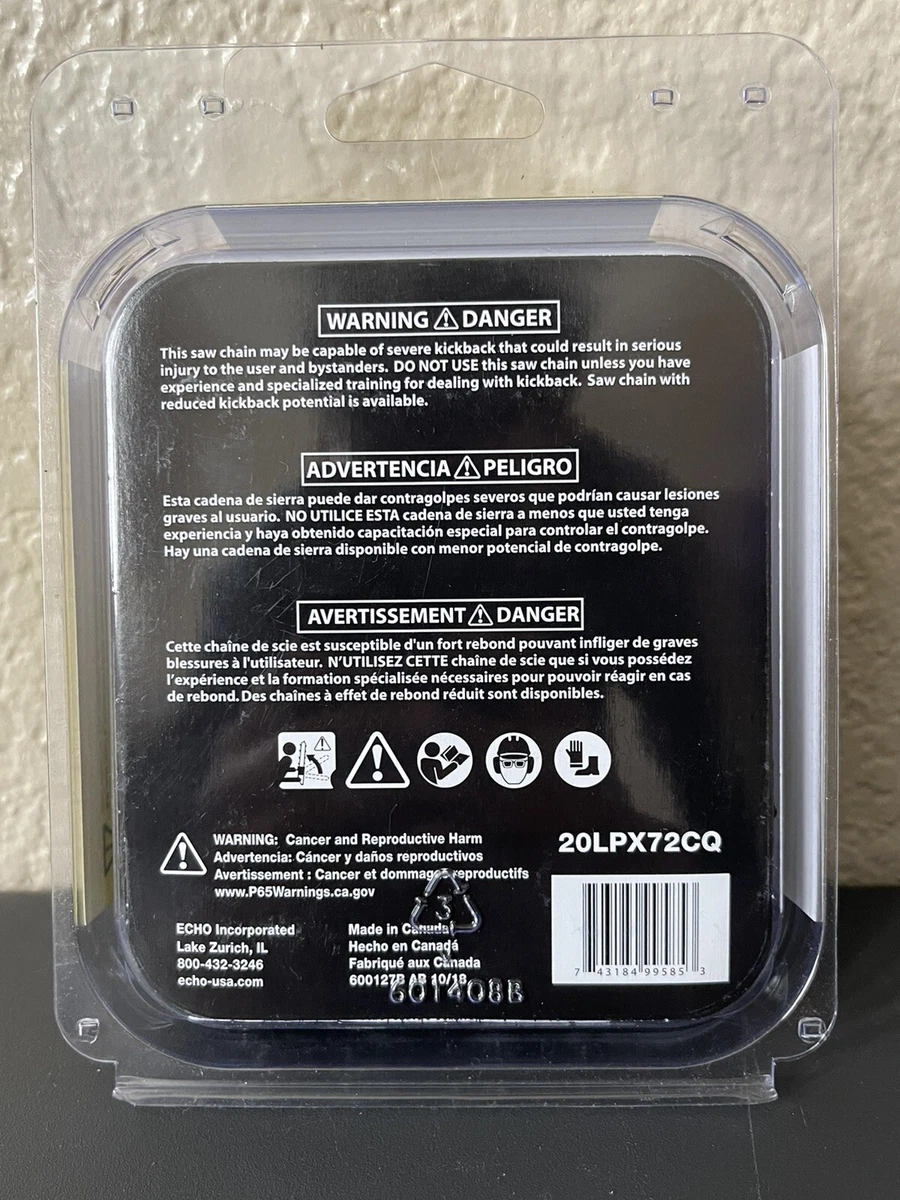 WARNING DANGER
This saw chain may be capable of severe kickback that could result in serious
injury to the user and bystanders. DO NOT USE this saw chain unless you have
experience and specialized training for dealing with kickback. Saw chain with
reduced kickback potential is available.
ADVERTENCIA PELIGRO
Esta cadena de sierra puede dar contragolpes severos que podrían causar lesiones
graves al usuario. NO UTILICE ESTA cadena de sierra a menos que usted tenga
experiencia y haya obtenido capacitación especial para controlar el contragolpe.
Hay una cadena de sierra disponible con menor potencial de contragolpe.
AVERTISSEMENT DANGER
Cette chaîne de scie est susceptible d'un fort rebond pouvant infliger de graves
blessures à l'utilisateur. N'UTILISEZ CETTE chaîne de scie que si vous possédez
l'expérience et la formation spécialisée nécessaires pour pouvoir réagir en cas
de rebond. Des chaînes à effet de rebond réduit sont disponibles.
WARNING: Cancer and Reproductive Harm
Advertencia: Cáncer y daños reproductivos
Avertissement : Cancer et dommages reproductifs
www.P65Warnings.ca.gov
ECHO Incorporated
Lake Zurich, IL
800-432-3246
echo-usa.com
Made in Canada
Hecho en Canadá
Fabriqué aux Canada
600127B AB 10/18
3
601408B
20LPX72CQ
7 43184 99585 3